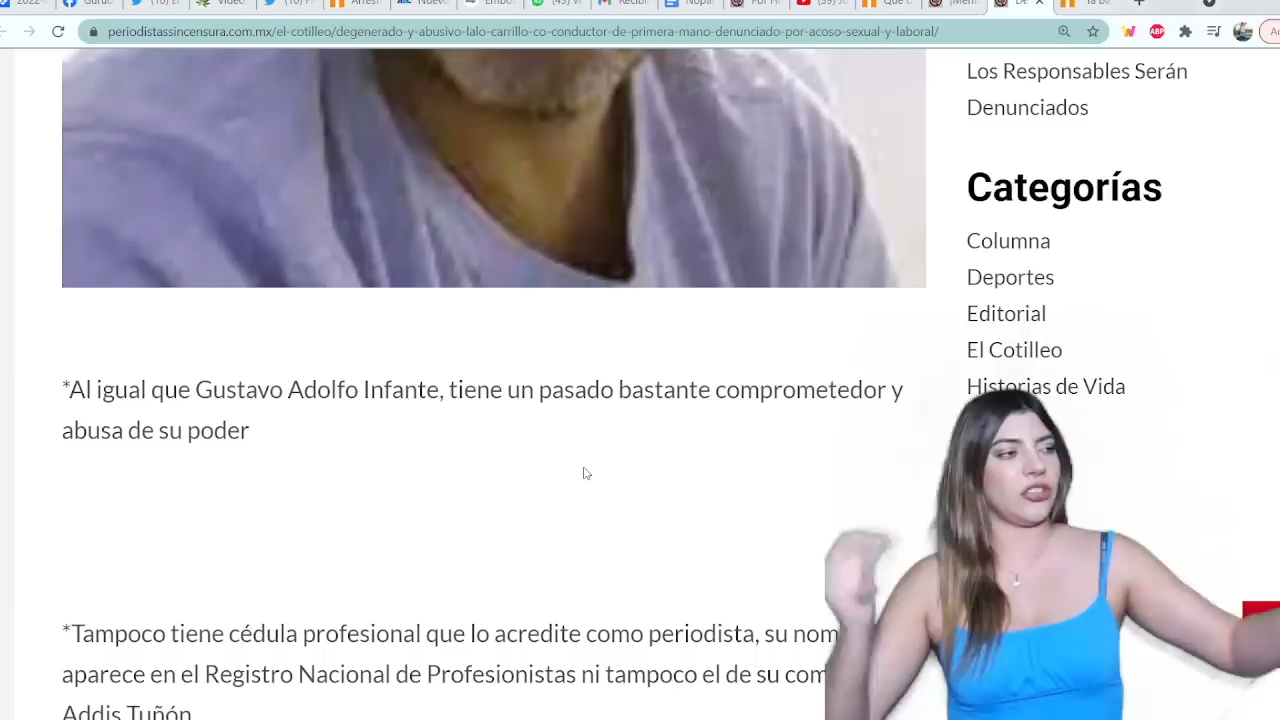 periodistassincensura.com.mx/el-cotilleo/degenerado-y-abusivo-lalo-carrillo-co-conductor-de-primera-mano-denunciado-por-acoso-sexual-y-laboral/
Los Responsables Serán
Denunciados
Categorías
Columna
Deportes
Editorial
El Cotilleo
Historias de Vida
*Al igual que Gustavo Adolfo Infante, tiene un pasado bastante comprometedor y
abusa de su poder
*Tampoco tiene cédula profesional que lo acredite como periodista, su nom
aparece en el Registro Nacional de Profesionistas ni tampoco el de su com
Addis Tuñón